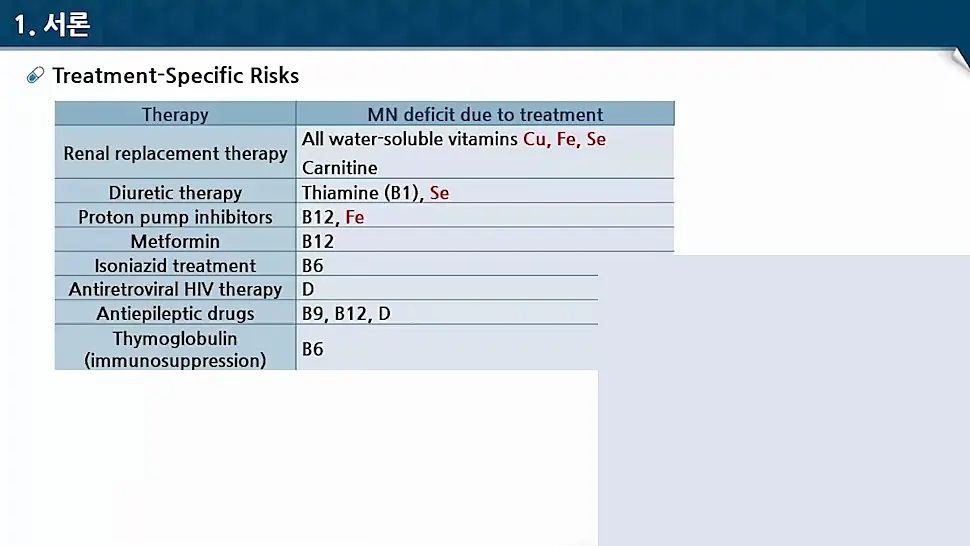 1. 서론
Treatment-Specific Risks
Therapy MN deficit due to treatment
Renal replacement therapy All water-soluble vitamins Cu, Fe, Se
Carnitine
Diuretic therapy Thiamine (B1), Se
Proton pump inhibitors B12, Fe
Metformin B12
Isoniazid treatment B6
Antiretroviral HIV therapy D
Antiepileptic drugs B9, B12, D
Thymoglobulin
(immunosuppression) B6